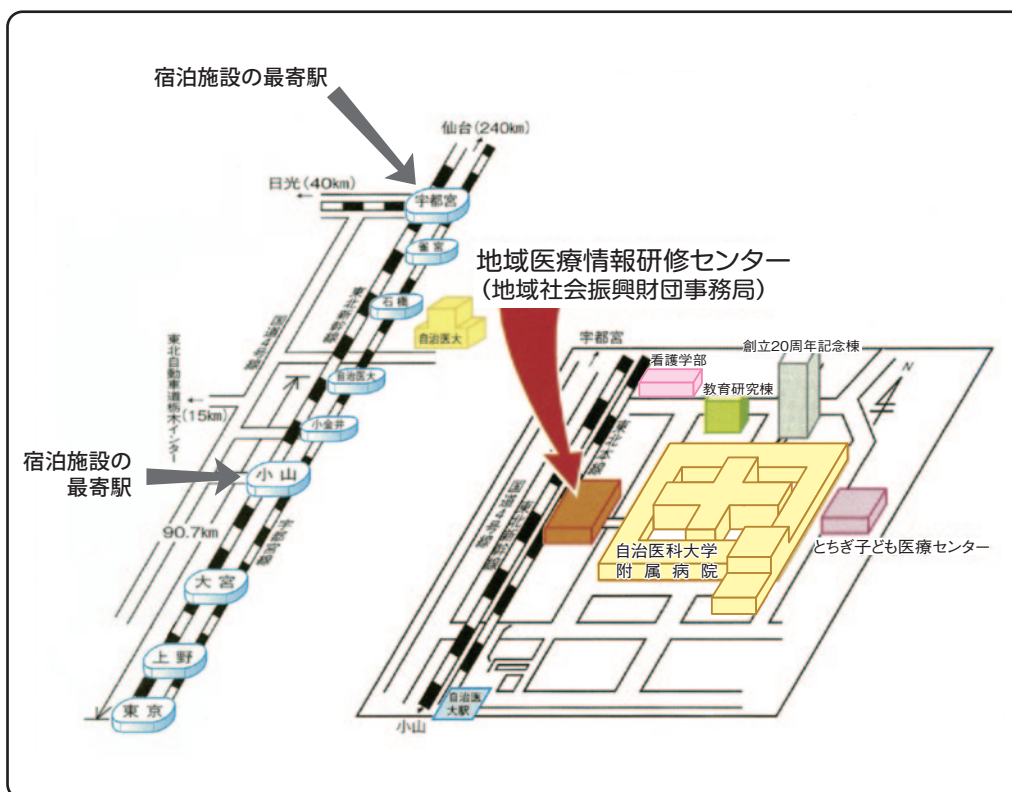 宿泊施設の最寄駅
仙台(240km)
日光(40km)
宇都宮
雀宮
石橋
自治医大
東北新幹線
国道4号線
東北自動車道栃木インター
(15km)
自治医大
小金井
宿泊施設の
最寄駅
小山
90.7km
宇都宮線
大宮
上野
東京
地域医療情報研修センター
(地域社会振興財団事務局)
宇都宮
看護学部
創立20周年記念棟
教育研究棟
N
東北本線
東北新幹線
国道4号線
自治医科大学
附属病院
とちぎ子ども医療センター
自治医
大駅
小山